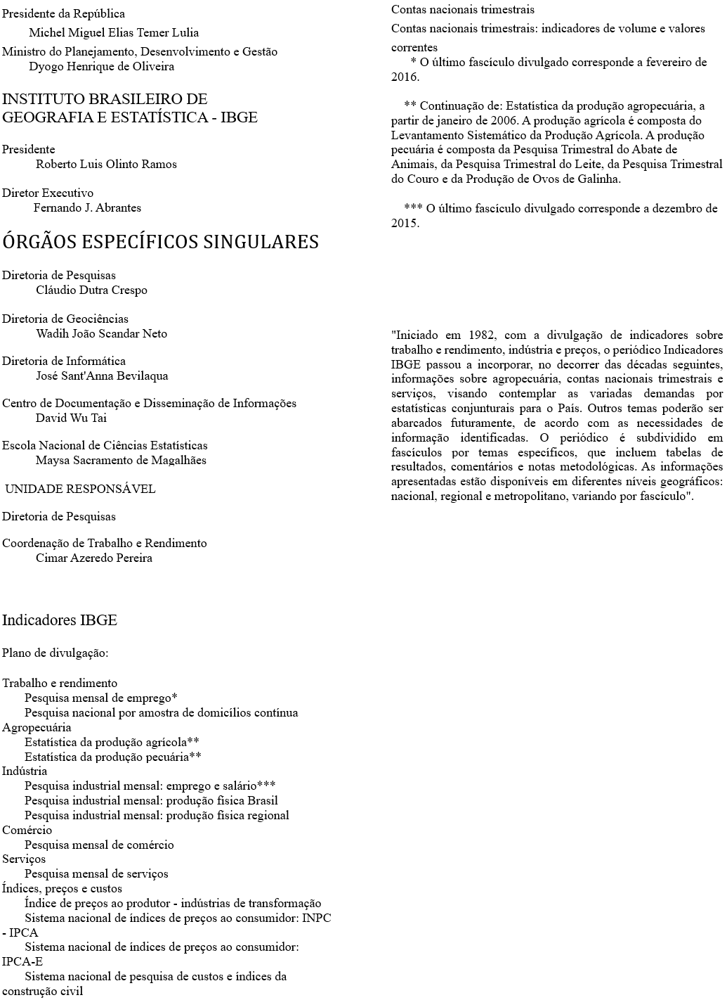 Presidente da República
Michel Miguel Elias Temer Lulia
Ministro do Planejamento, Desenvolvimento e Gestão
Dyogo Henrique de Oliveira
INSTITUTO BRASILEIRO DE
GEOGRAFIA E ESTATÍSTICA - IBGE
Presidente
Roberto Luis Olinto Ramos
Diretor Executivo
Fernando J. Abrantes
ÓRGÃOS ESPECÍFICOS SINGULARES
Diretoria de Pesquisas
Cláudio Dutra Crespo
Diretoria de Geociências
Wadih João Scandar Neto
Diretoria de Informática
José Sant'Anna Bevilaqua
Centro de Documentação e Disseminação de Informações
David Wu Tai
Escola Nacional de Ciências Estatísticas
Maysa Sacramento de Magalhães
UNIDADE RESPONSÁVEL
Diretoria de Pesquisas
Coordenação de Trabalho e Rendimento
Cimar Azeredo Pereira
Indicadores IBGE
Plano de divulgação:
Trabalho e rendimento
Pesquisa mensal de emprego*
Pesquisa nacional por amostra de domicílios contínua
Agropecuária
Estatística da produção agrícola**
Estatística da produção pecuária**
Indústria
Pesquisa industrial mensal: emprego e salário***
Pesquisa industrial mensal: produção física Brasil
Pesquisa industrial mensal: produção física regional
Comércio
Pesquisa mensal de comércio
Serviços
Pesquisa mensal de serviços
Índices, preços e custos
Índice de preços ao produtor - indústrias de transformação
Sistema nacional de índices de preços ao consumidor: INPC
- IPCA
Sistema nacional de índices de preços ao consumidor:
IPCA-E
Sistema nacional de pesquisa de custos e índices da
construção civil
Contas nacionais trimestrais
Contas nacionais trimestrais: indicadores de volume e valores
correntes
* O último fascículo divulgado corresponde a fevereiro de
2016.
** Continuação de: Estatística da produção agropecuária, a
partir de janeiro de 2006. A produção agrícola é composta do
Levantamento Sistemático da Produção Agrícola. A produção
pecuária é composta da Pesquisa Trimestral do Abate de
Animais, da Pesquisa Trimestral do Leite, da Pesquisa Trimestral
do Couro e da Produção de Ovos de Galinha.
*** O último fascículo divulgado corresponde a dezembro de
2015.
"Iniciado em 1982, com a divulgação de indicadores sobre
trabalho e rendimento, indústria e preços, o periódico Indicadores
IBGE passou a incorporar, no decorrer das décadas seguintes,
informações sobre agropecuária, contas nacionais trimestrais e
serviços, visando contemplar as variadas demandas por
estatísticas conjunturais para o País. Outros temas poderão ser
abarcados futuramente, de acordo com as necessidades de
informação identificadas. O periódico é subdividido em
fascículos por temas específicos, que incluem tabelas de
resultados, comentários e notas metodológicas. As informações
apresentadas estão disponíveis em diferentes níveis geográficos:
nacional, regional e metropolitano, variando por fascículo".